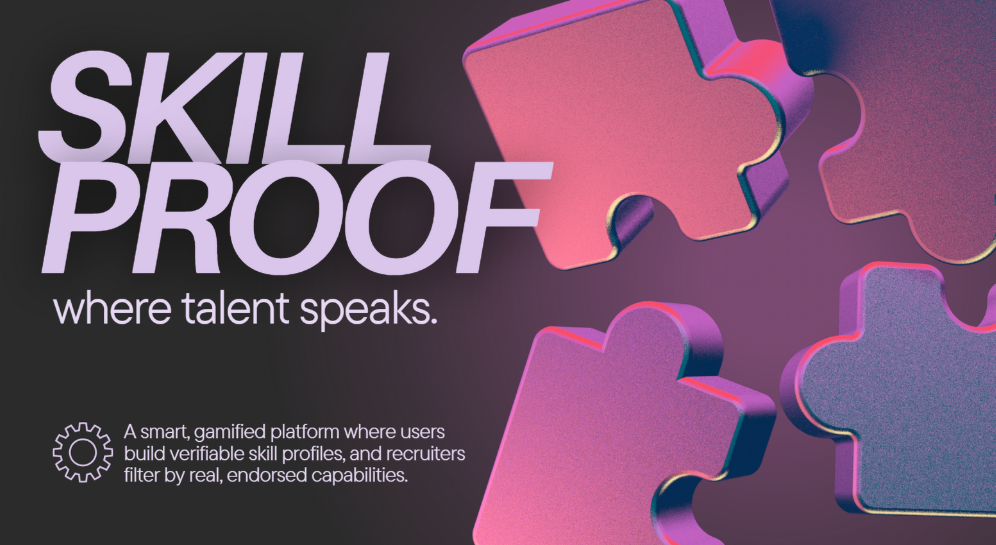 SKILL
PROOF
where talent speaks.
A smart, gamified platform where users
build verifiable skill profiles, and recruiters
filter by real, endorsed capabilities.